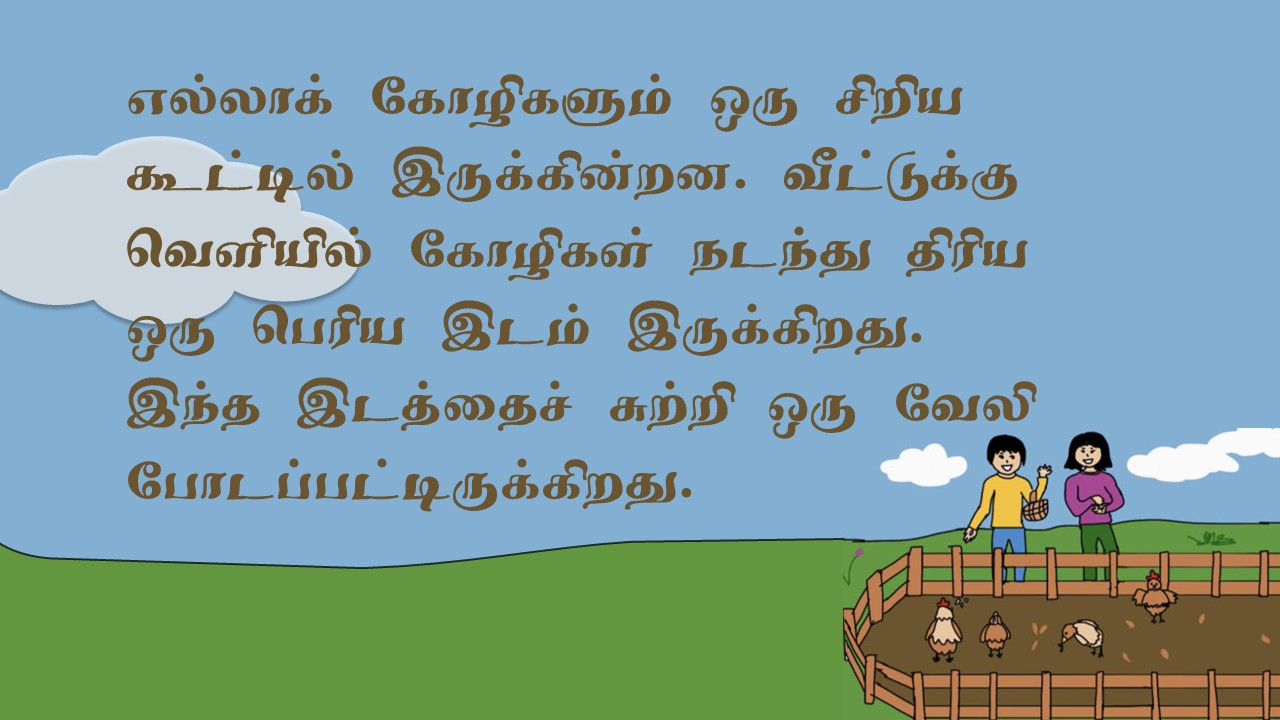 எல்லாக் கோழிகளும் ஒரு சிறிய
கூட்டில் இருக்கின்றன. வீட்டுக்கு
வெளியில் கோழிகள் நடந்து திரிய
ஒரு பெரிய இடம் இருக்கிறது.
இந்த இடத்தைச் சுற்றி ஒரு வேலி
போடப்பட்டிருக்கிறது.